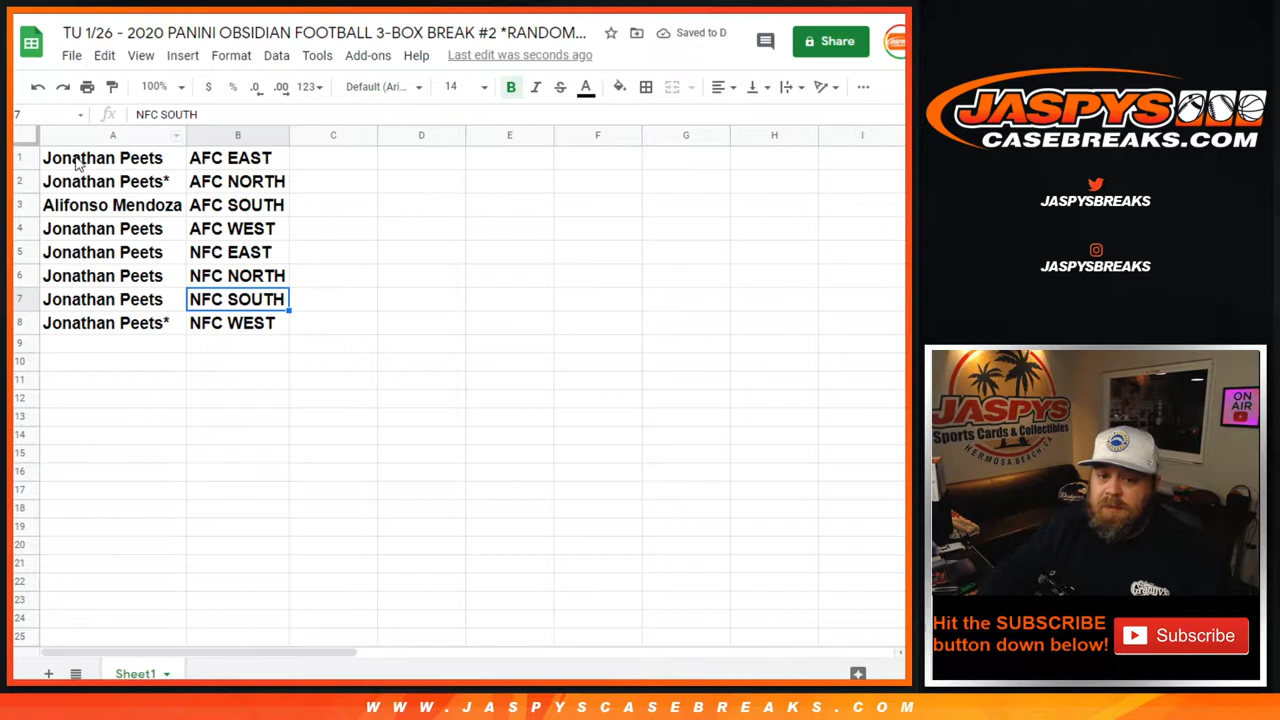 TU 1/26 - 2020 PANINI OBSIDIAN FOOTBALL 3-BOX BREAK #2 *RANDOM...
Saved to D
Share
File Edit View Insert Format Data Tools Add-ons Help Last edit was seconds ago
100% $ % .0 .00 123 Default (Ari... 14 B I S A
7 fx NFC SOUTH
A B C D E F G H I
1 Jonathan Peets AFC EAST
2 Jonathan Peets* AFC NORTH
3 Alifonso Mendoza AFC SOUTH
4 Jonathan Peets AFC WEST
5 Jonathan Peets NFC EAST
6 Jonathan Peets NFC NORTH
7 Jonathan Peets NFC SOUTH
8 Jonathan Peets* NFC WEST
9
10
11
12
13
14
15
16
17
18
19
20
21
22
23
24
25
Sheet1
JASPYS
CASEBREAKS.COM
JASPYSBREAKS
JASPYSBREAKS
JASPYS
Sports Cards & Collectibles
HERMOSA BEACH, CA
ON
AIR
Dodgers
Hit the SUBSCRIBE
button down below!
Subscribe
WWW.JASPYSCASEBREAKS.COM